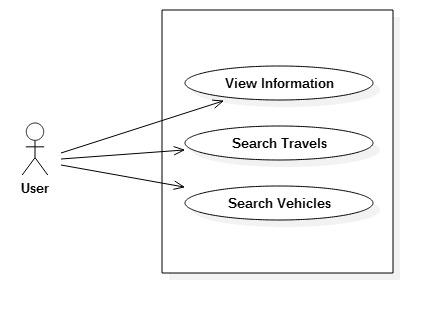 View Information
Search Travels
User
Search Vehicles